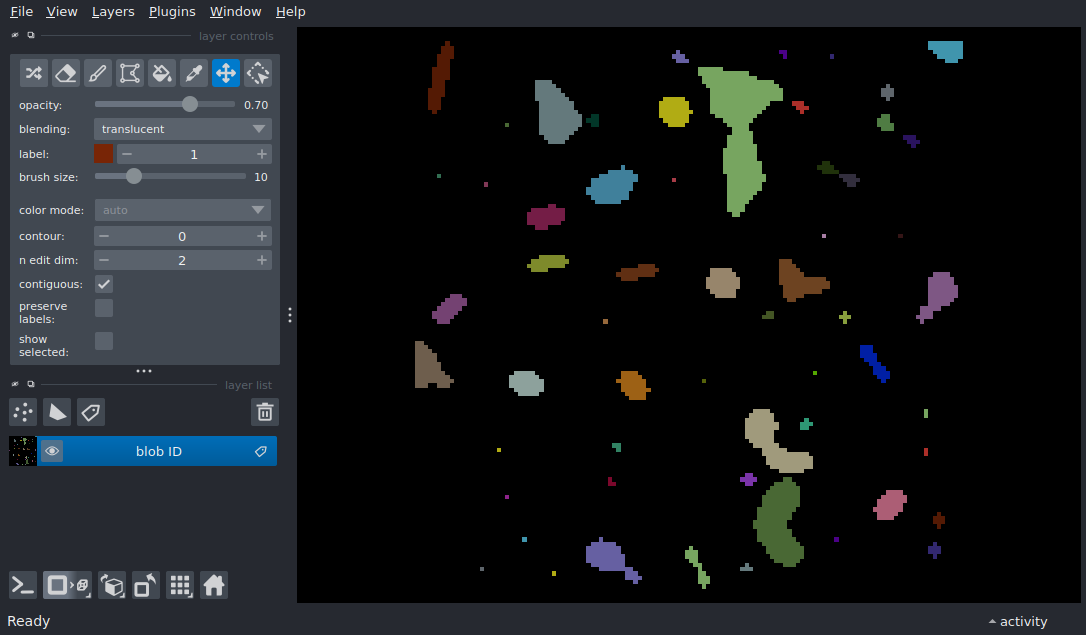 File View Layers Plugins Window Help
layer controls
opacity: 0.70
blending: translucent
label: 1
brush size: 10
color mode: auto
contour: 0
n edit dim: 2
contiguous:
preserve
labels:
show
selected:
layer list
blob ID
Ready activity